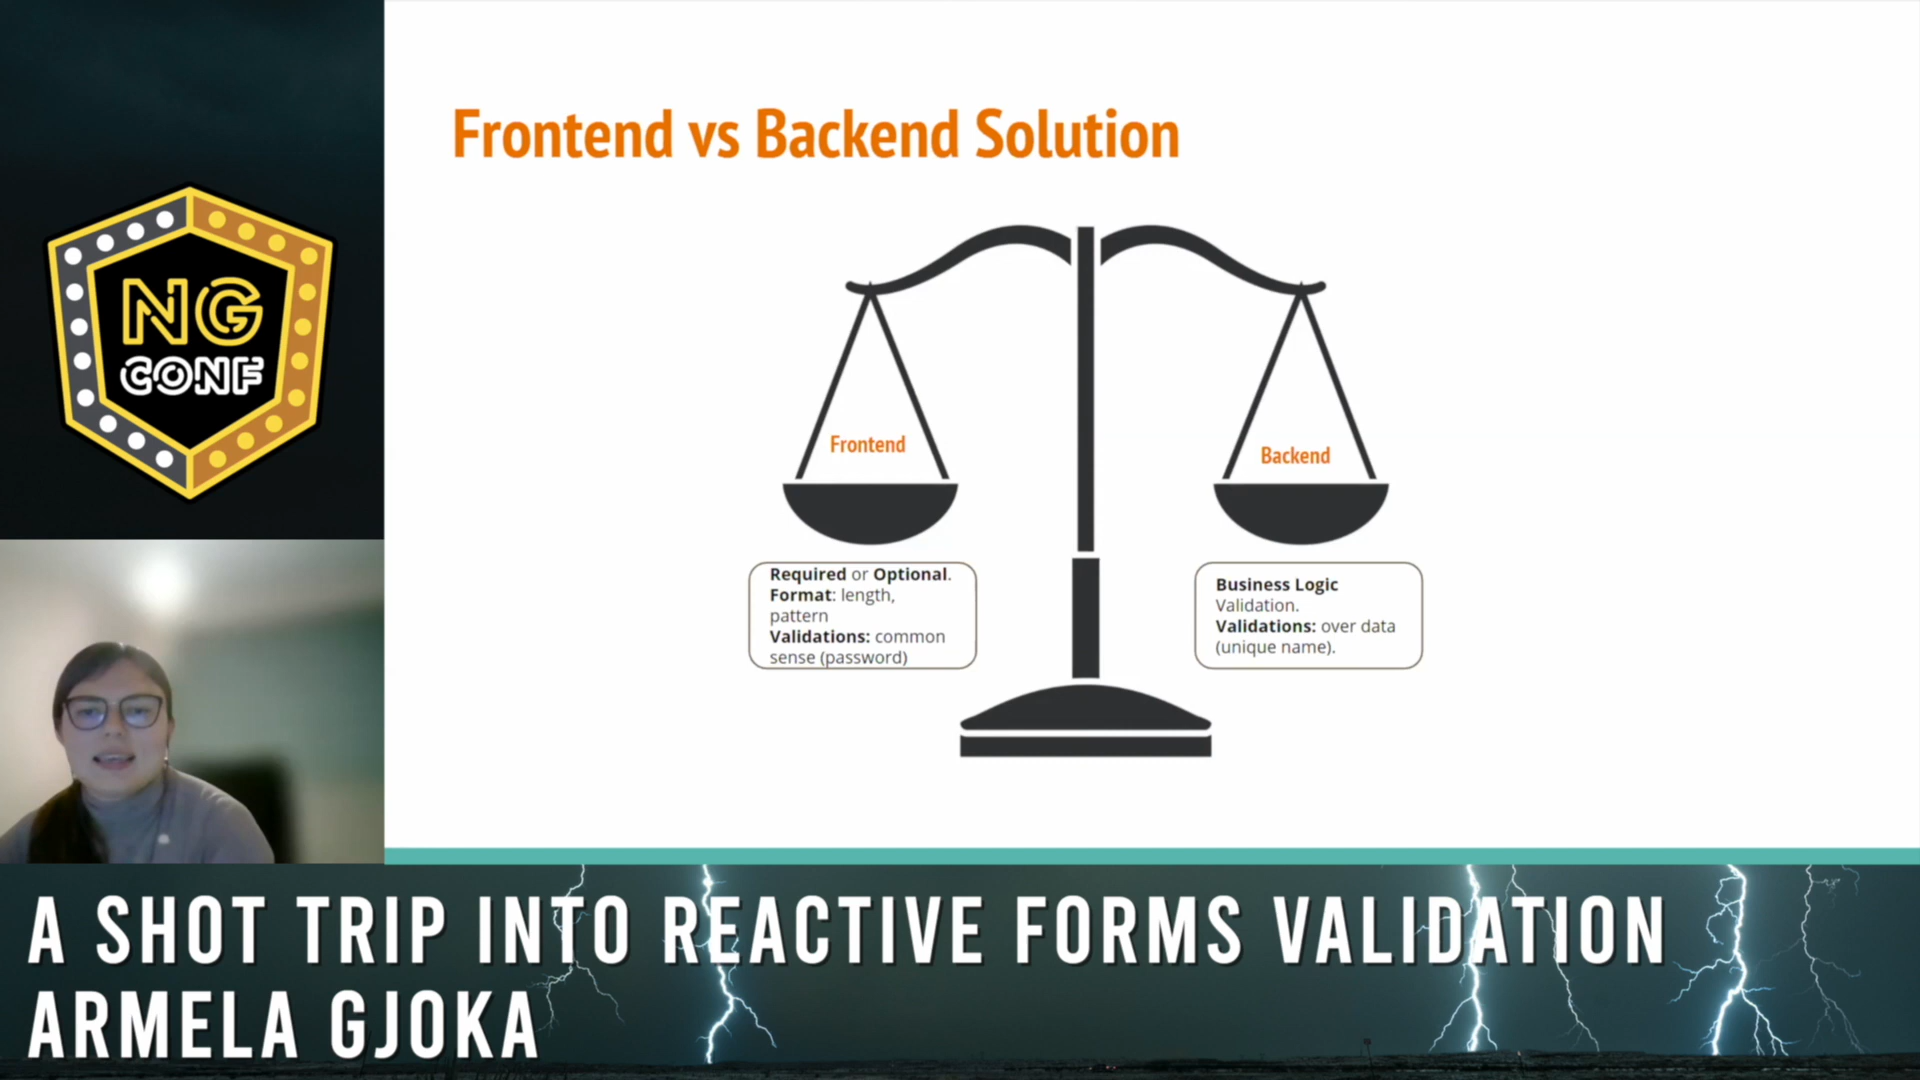 NG
CONF
Frontend vs Backend Solution
Frontend
Backend
Required or Optional.
Format: length,
pattern
Validations: common
sense (password)
Business Logic
Validation.
Validations: over data
(unique name).
A SHOT TRIP INTO REACTIVE FORMS VALIDATION
ARMELA GJOKA